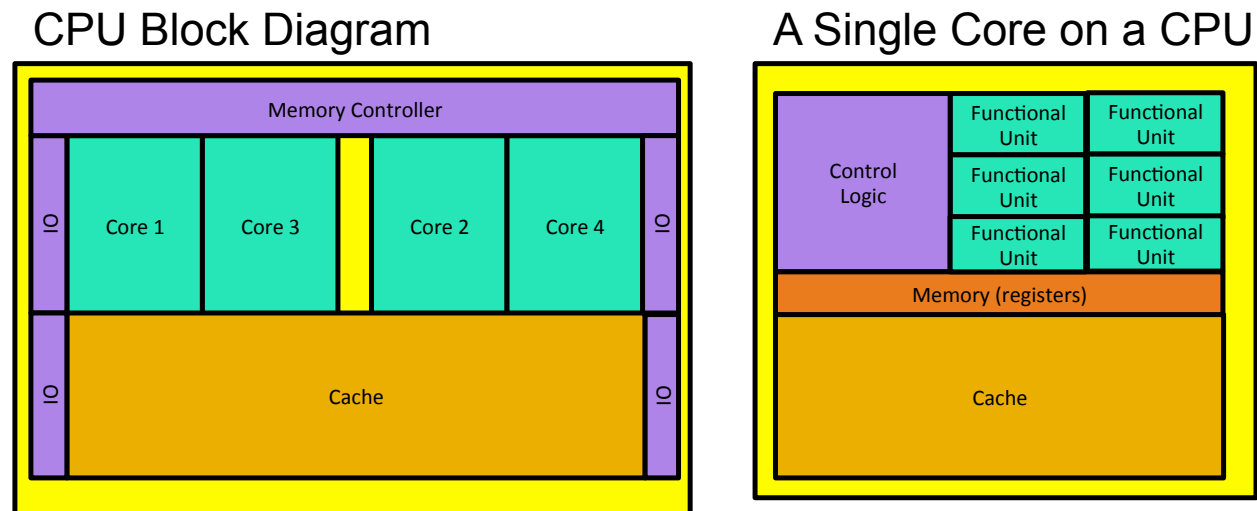 CPU Block Diagram
Memory Controller
IO
Core 1
Core 3
Core 2
Core 4
IO
IO
Cache
IO
A Single Core on a CPU
Control
Logic
Functional
Unit
Functional
Unit
Functional
Unit
Functional
Unit
Functional
Unit
Functional
Unit
Memory (registers)
Cache